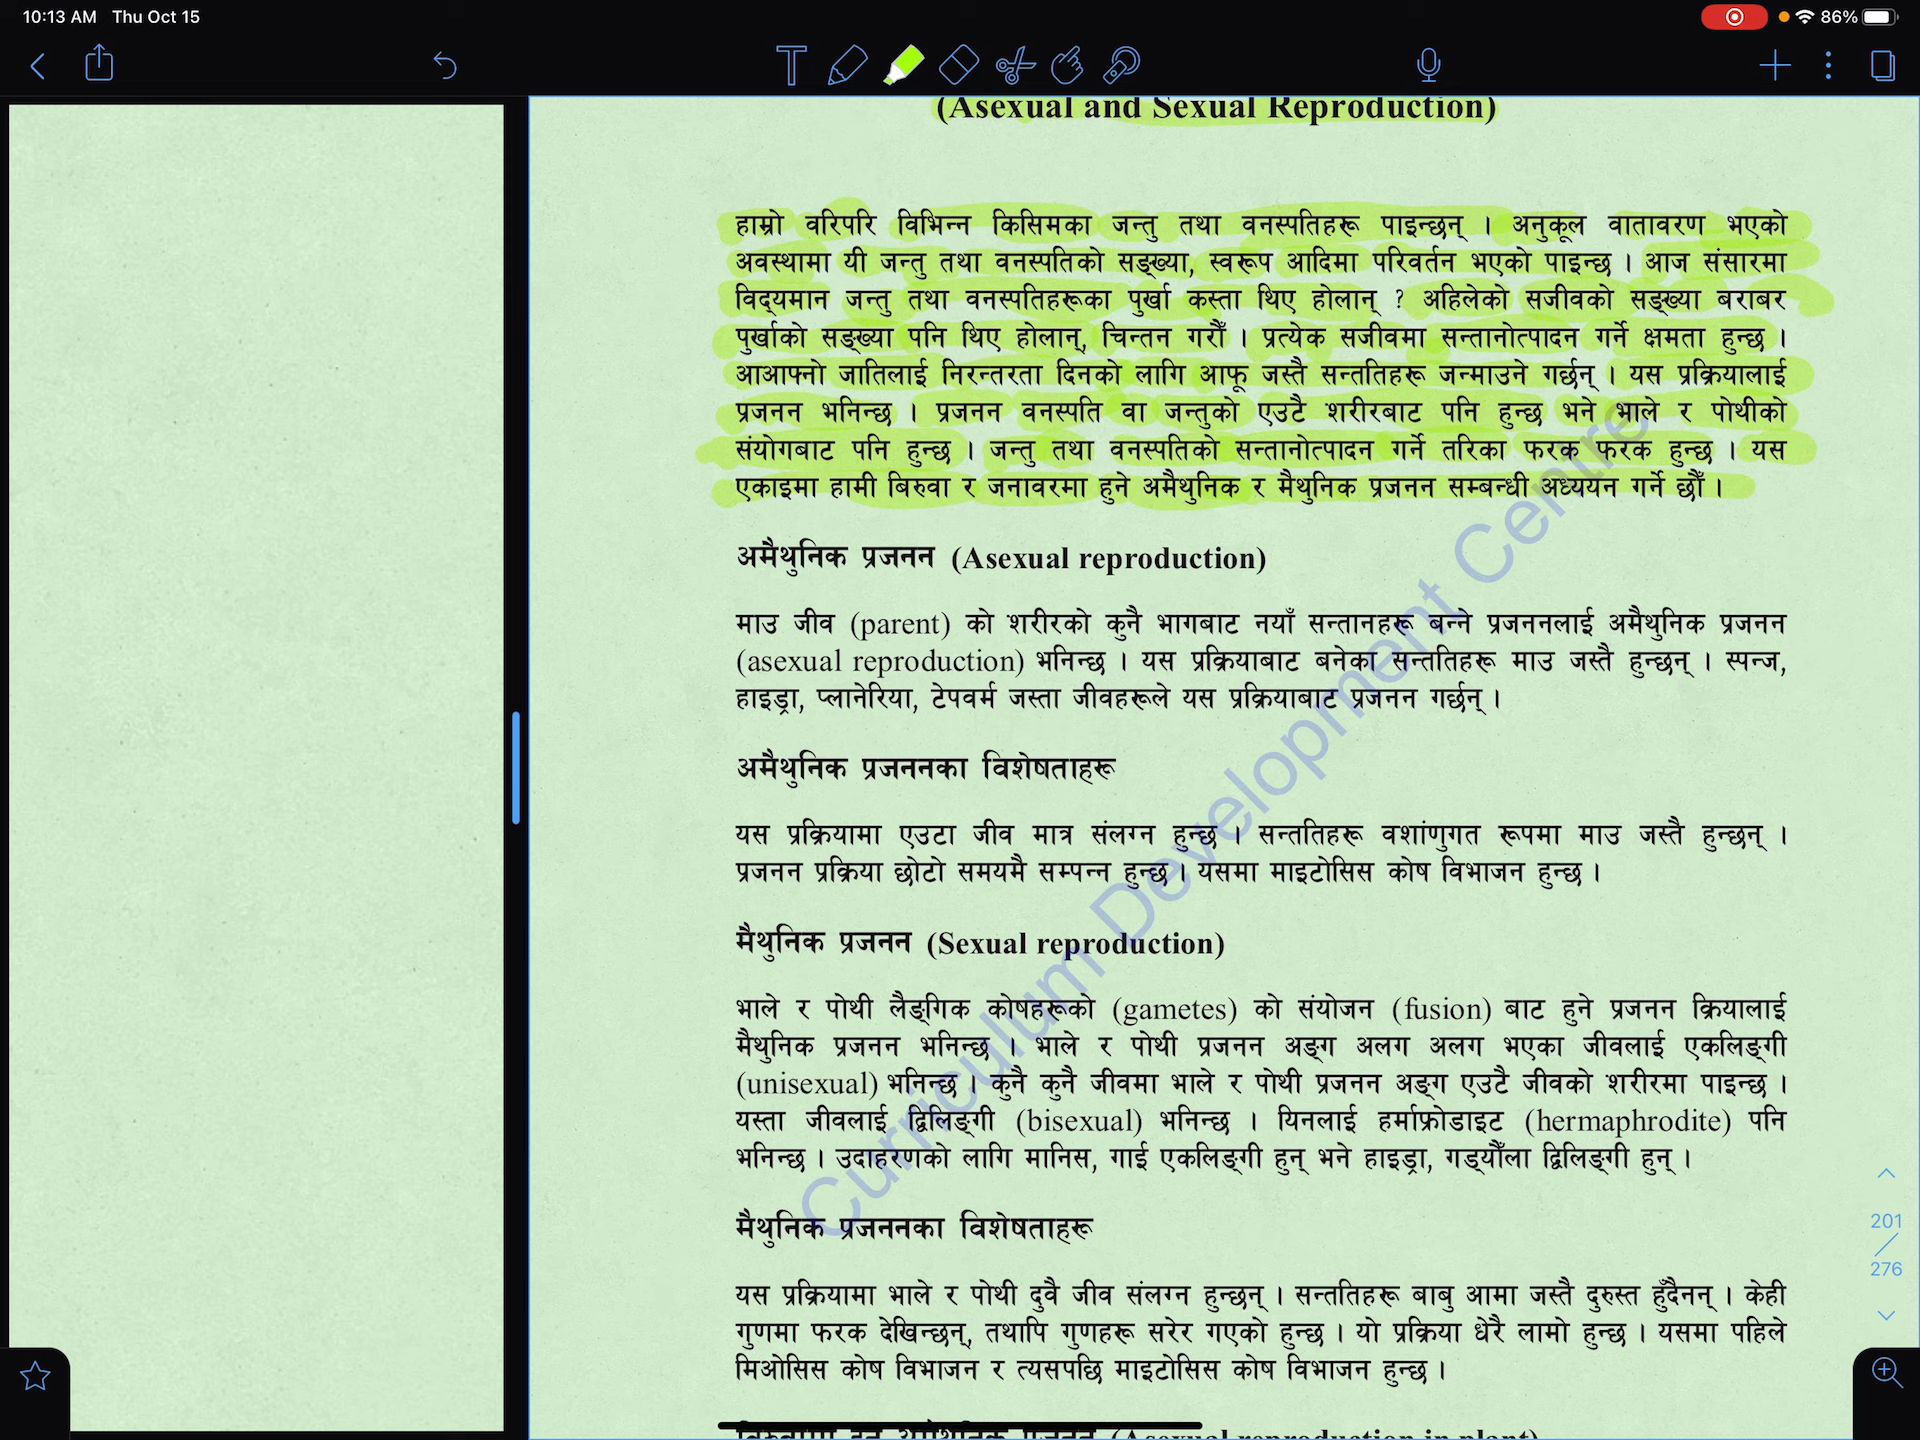 10:13 AM Thu Oct 15
86%
(Asexual and Sexual Reproduction)
हाम्रो वरिपरि विभिन्न किसिमका जन्तु तथा वनस्पतिहरू पाइन्छन् । अनुकूल वातावरण भएको
अवस्थामा यी जन्तु तथा वनस्पतिको सङ्ख्या, स्वरूप आदिमा परिवर्तन भएको पाइन्छ । आज संसारमा
विद्यमान जन्तु तथा वनस्पतिहरूका पुर्खा कस्ता थिए होलान् ? अहिलेको सजीवको सङ्ख्या बराबर
पुर्खाको सङ्ख्या पनि थिए होलान्, चिन्तन गरौँ । प्रत्येक सजीवमा सन्तानोत्पादन गर्ने क्षमता हुन्छ ।
आआफ्नो जातिलाई निरन्तरता दिनको लागि आफू जस्तै सन्ततिहरू जन्माउने गर्छन् । यस प्रक्रियालाई
प्रजनन भनिन्छ । प्रजनन वनस्पति वा जन्तुको एउटै शरीरबाट पनि हुन्छ भने भाले र पोथीको
संयोगबाट पनि हुन्छ । जन्तु तथा वनस्पतिको सन्तानोत्पादन गर्ने तरिका फरक फरक हुन्छ । यस
एकाइमा हामी बिरुवा र जनावरमा हुने अमैथुनिक र मैथुनिक प्रजनन सम्बन्धी अध्ययन गर्ने छौँ ।
अमैथुनिक प्रजनन (Asexual reproduction)
माउ जीव (parent) को शरीरको कुनै भागबाट नयाँ सन्तानहरू बन्ने प्रजननलाई अमैथुनिक प्रजनन
(asexual reproduction) भनिन्छ । यस प्रक्रियाबाट बनेका सन्ततिहरू माउ जस्तै हुन्छन् । स्पन्ज,
हाइड्रा, प्लानेरिया, टेपवर्म जस्ता जीवहरूले यस प्रक्रियाबाट प्रजनन गर्छन् ।
अमैथुनिक प्रजननका विशेषताहरू
यस प्रक्रियामा एउटा जीव मात्र संलग्न हुन्छ । सन्ततिहरू वशांणुगत रूपमा माउ जस्तै हुन्छन् ।
प्रजनन प्रक्रिया छोटो समयमै सम्पन्न हुन्छ । यसमा माइटोसिस कोष विभाजन हुन्छ ।
मैथुनिक प्रजनन (Sexual reproduction)
भाले र पोथी लैङ्गिक कोषहरूको (gametes) को संयोजन (fusion) बाट हुने प्रजनन क्रियालाई
मैथुनिक प्रजनन भनिन्छ । भाले र पोथी प्रजनन अङ्ग अलग अलग भएका जीवलाई एकलिङ्गी
(unisexual) भनिन्छ । कुनै कुनै जीवमा भाले र पोथी प्रजनन अङ्ग एउटै जीवको शरीरमा पाइन्छ ।
यस्ता जीवलाई द्विलिङ्गी (bisexual) भनिन्छ । यिनलाई हर्माफ्रोडाइट (hermaphrodite) पनि
भनिन्छ । उदाहरणको लागि मानिस, गाई एकलिङ्गी हुन् भने हाइड्रा, गड्यौँला द्विलिङ्गी हुन् ।
मैथुनिक प्रजननका विशेषताहरू
यस प्रक्रियामा भाले र पोथी दुवै जीव संलग्न हुन्छन् । सन्ततिहरू बाबु आमा जस्तै दुरुस्त हुँदैनन् । केही
गुणमा फरक देखिन्छन्, तथापि गुणहरू सरेर गएको हुन्छ । यो प्रक्रिया धेरै लामो हुन्छ । यसमा पहिले
मिओसिस कोष विभाजन र त्यसपछि माइटोसिस कोष विभाजन हुन्छ ।
(Asexual reproduction in plant)
Curriculum Development Centre
201
276